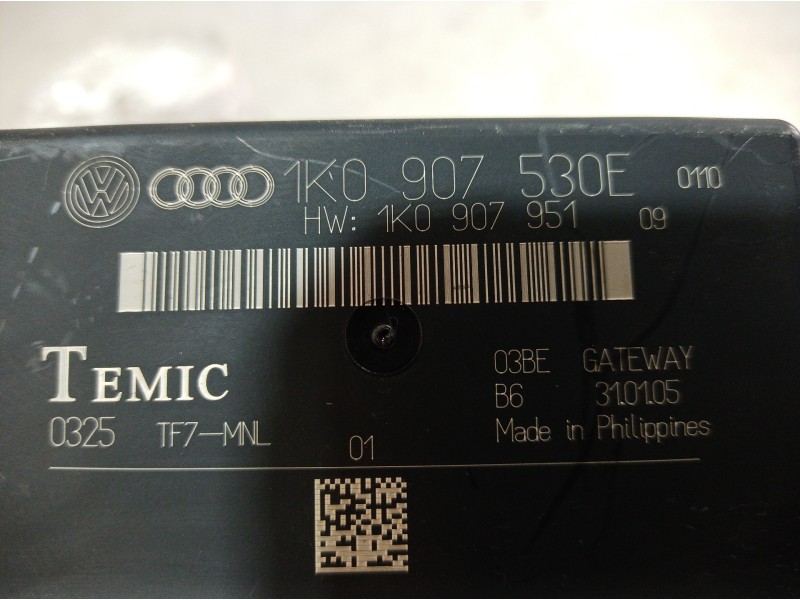 1K0 907 530E 0110
HW: 1K0 907 951 09
TEMIC
03BE GATEWAY
B6 31.01.05
0325 TF7-MNL 01
Made in Philippines